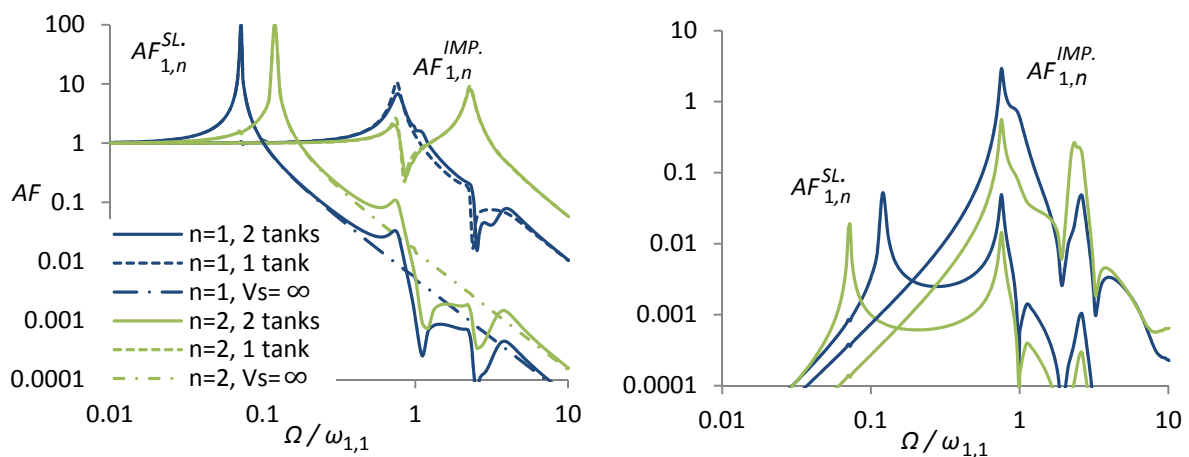 100
10
1
0.1
0.01
0.001
0.0001
AF
AF 1,n SL.
AF 1,n IMP.
n=1, 2 tanks
n=1, 1 tank
n=1, Vs= ∞
n=2, 2 tanks
n=2, 1 tank
n=2, Vs= ∞
0.01
0.1
1
10
Ω / ω1,1
10
1
0.1
0.01
0.001
0.0001
AF 1,n IMP.
AF 1,n SL.
0.01
0.1
1
10
Ω / ω1,1